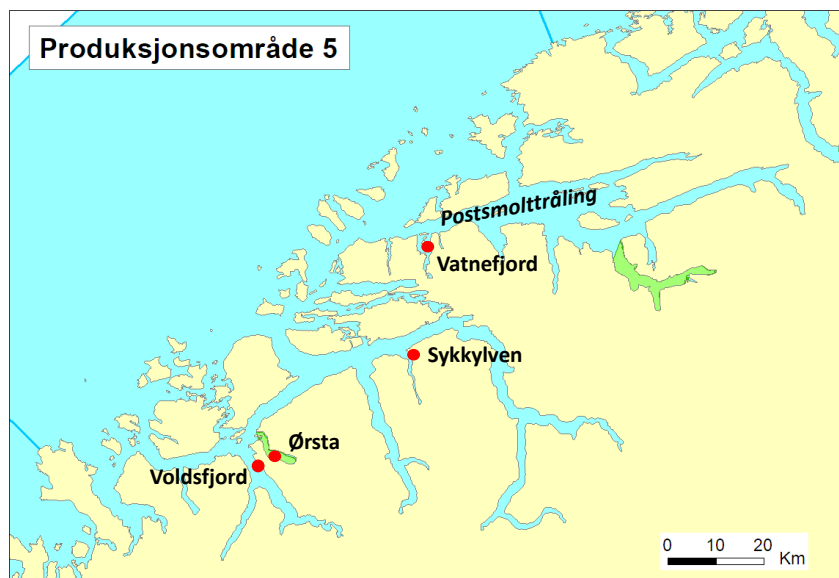 Produksjonsområde 5
Postsmolttråling
Vatnefjord
Sykkylven
Ørsta
Voldsfjord
0 10 20
Km